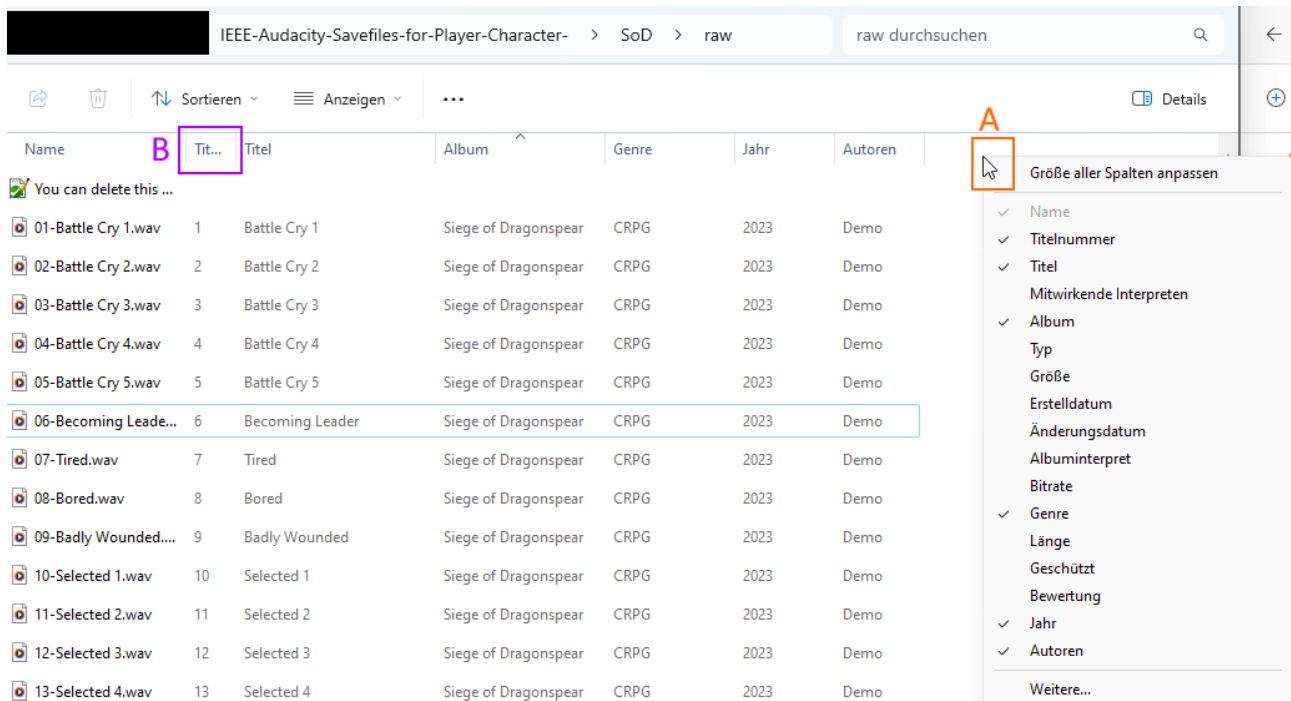 IEEE-Audacity-Savefiles-for-Player-Character- > SoD > raw
raw durchsuchen
Sortieren Anzeigen ... Details
A
B
Name Tit... Titel Album Genre Jahr Autoren
You can delete this ...
01-Battle Cry 1.wav 1 Battle Cry 1 Siege of Dragonspear CRPG 2023 Demo
02-Battle Cry 2.wav 2 Battle Cry 2 Siege of Dragonspear CRPG 2023 Demo
03-Battle Cry 3.wav 3 Battle Cry 3 Siege of Dragonspear CRPG 2023 Demo
04-Battle Cry 4.wav 4 Battle Cry 4 Siege of Dragonspear CRPG 2023 Demo
05-Battle Cry 5.wav 5 Battle Cry 5 Siege of Dragonspear CRPG 2023 Demo
06-Becoming Leade... 6 Becoming Leader Siege of Dragonspear CRPG 2023 Demo
07-Tired.wav 7 Tired Siege of Dragonspear CRPG 2023 Demo
08-Bored.wav 8 Bored Siege of Dragonspear CRPG 2023 Demo
09-Badly Wounded.... 9 Badly Wounded Siege of Dragonspear CRPG 2023 Demo
10-Selected 1.wav 10 Selected 1 Siege of Dragonspear CRPG 2023 Demo
11-Selected 2.wav 11 Selected 2 Siege of Dragonspear CRPG 2023 Demo
12-Selected 3.wav 12 Selected 3 Siege of Dragonspear CRPG 2023 Demo
13-Selected 4.wav 13 Selected 4 Siege of Dragonspear CRPG 2023 Demo
Größe aller Spalten anpassen
Name
Titelnummer
Titel
Mitwirkende Interpreten
Album
Typ
Größe
Erstelldatum
Änderungsdatum
Albuminterpret
Bitrate
Genre
Länge
Geschützt
Bewertung
Jahr
Autoren
Weitere...